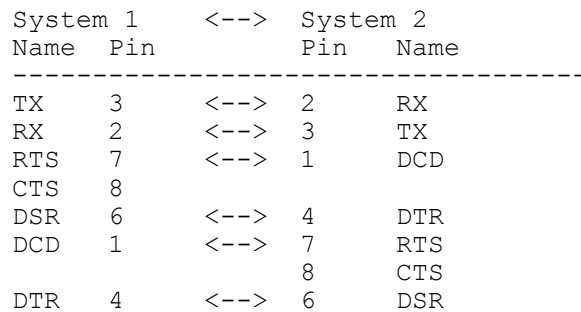 System 1 <--> System 2
Name Pin Pin Name
------------------------------------
TX 3 <--> 2 RX
RX 2 <--> 3 TX
RTS 7 <--> 1 DCD
CTS 8
DSR 6 <--> 4 DTR
DCD 1 <--> 7 RTS
8 CTS
DTR 4 <--> 6 DSR